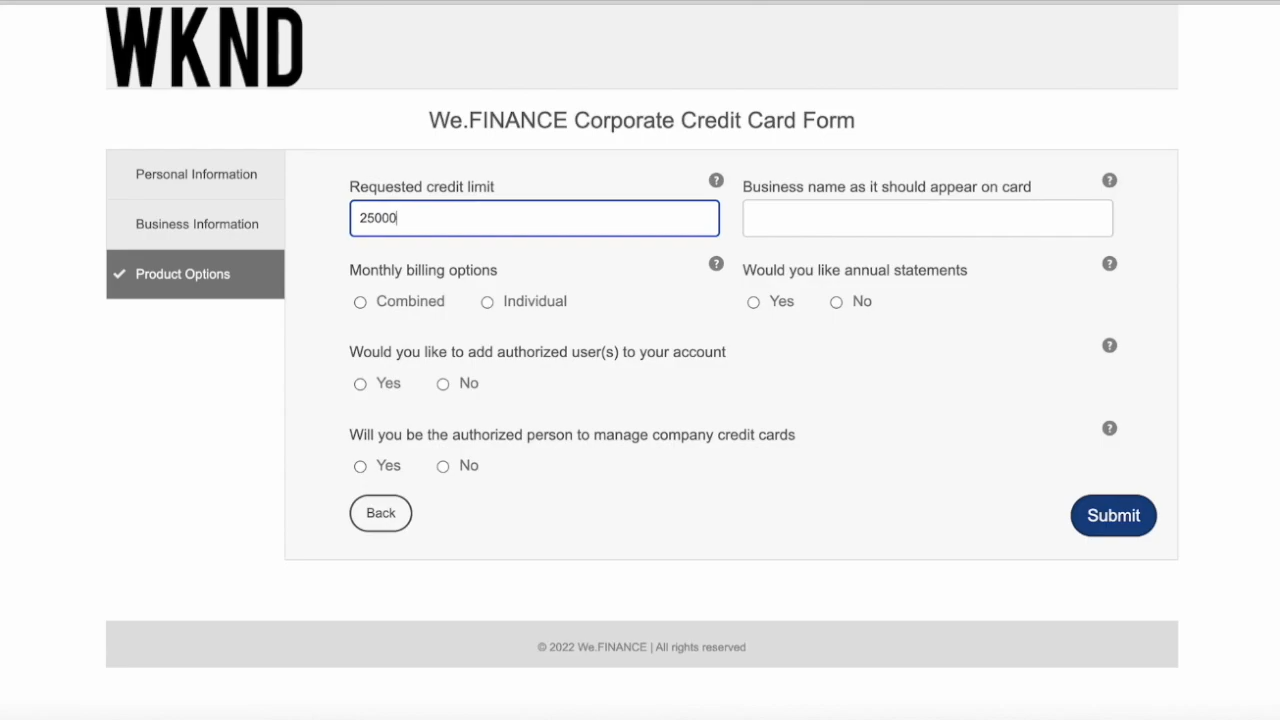 WKND
We.FINANCE Corporate Credit Card Form
Personal Information
Business Information
Product Options
Requested credit limit
?
Business name as it should appear on card
?
25000
Monthly billing options
?
Would you like annual statements
?
Combined
Individual
Yes
No
Would you like to add authorized user(s) to your account
?
Yes
No
Will you be the authorized person to manage company credit cards
?
Yes
No
Back
Submit
© 2022 We.FINANCE | All rights reserved